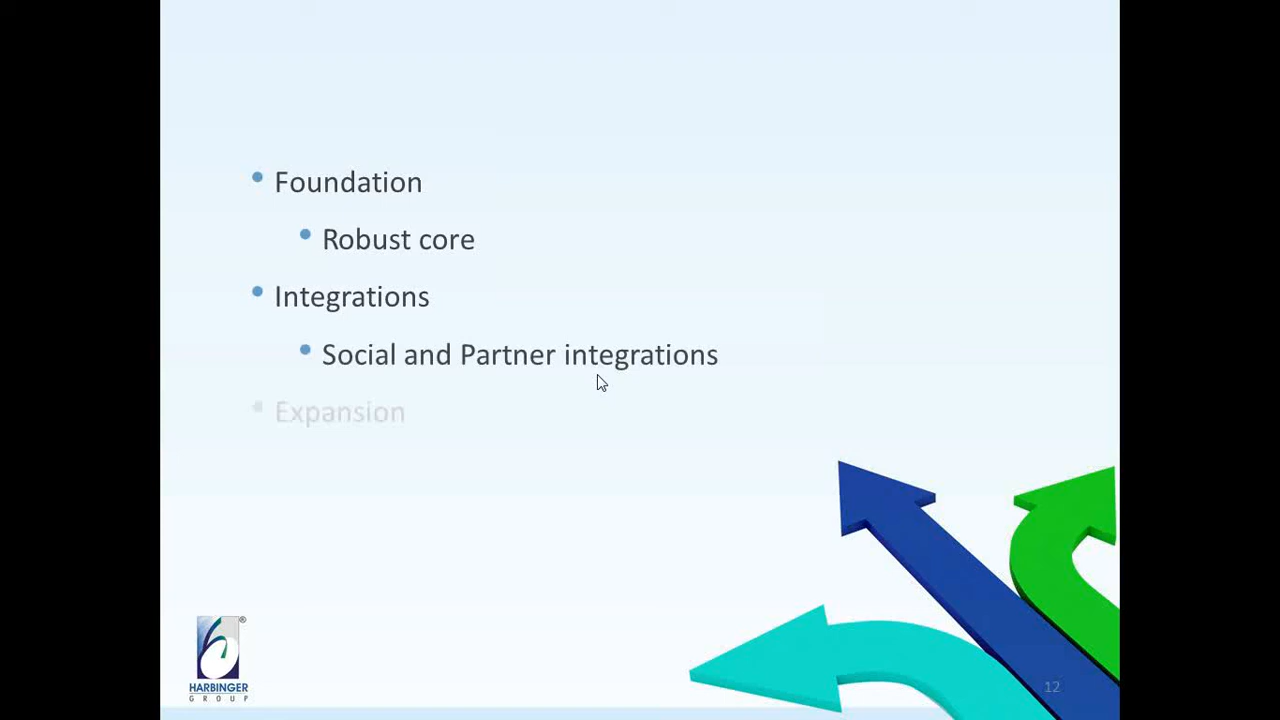 • Foundation
• Robust core
• Integrations
• Social and Partner integrations
• Expansion
HARBINGER
GROUP
®
12